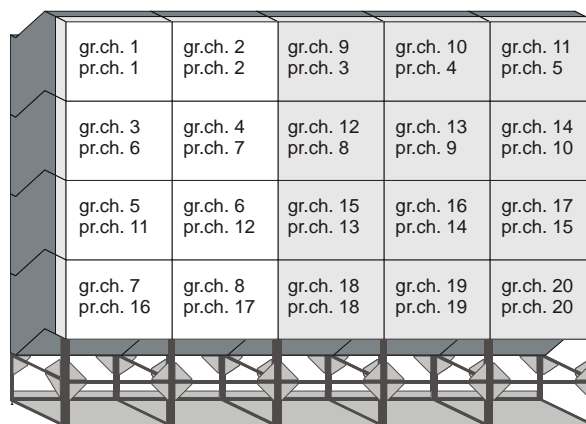 gr.ch. 1
pr.ch. 1
gr.ch. 2
pr.ch. 2
gr.ch. 9
pr.ch. 3
gr.ch. 10
pr.ch. 4
gr.ch. 11
pr.ch. 5
gr.ch. 3
pr.ch. 6
gr.ch. 4
pr.ch. 7
gr.ch. 12
pr.ch. 8
gr.ch. 13
pr.ch. 9
gr.ch. 14
pr.ch. 10
gr.ch. 5
pr.ch. 11
gr.ch. 6
pr.ch. 12
gr.ch. 15
pr.ch. 13
gr.ch. 16
pr.ch. 14
gr.ch. 17
pr.ch. 15
gr.ch. 7
pr.ch. 16
gr.ch. 8
pr.ch. 17
gr.ch. 18
pr.ch. 18
gr.ch. 19
pr.ch. 19
gr.ch. 20
pr.ch. 20